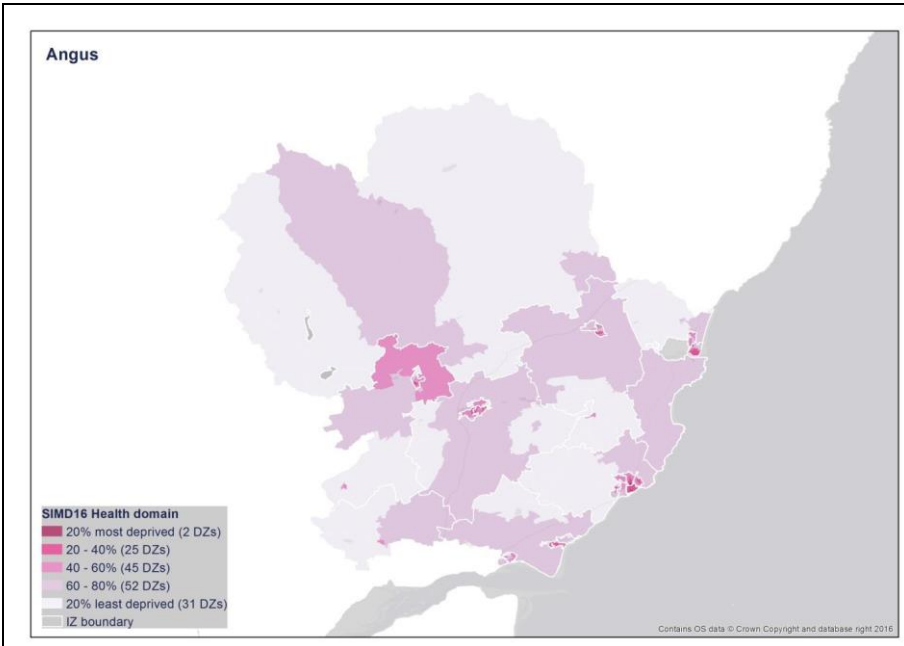 Angus
SIMD16 Health domain
20% most deprived (2 DZs)
20 - 40% (25 DZs)
40 - 60% (45 DZs)
60 - 80% (52 DZs)
20% least deprived (31 DZs)
IZ boundary
Contains OS data © Crown Copyright and database right 2016